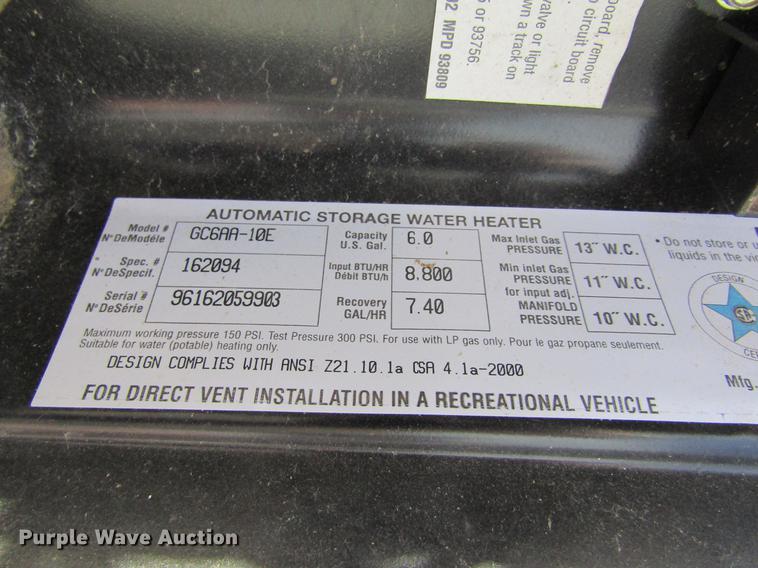 board, remove
circuit board
valve or light
own a track on
or 93756.
92 MPD 93809
AUTOMATIC STORAGE WATER HEATER
Model # GC6AA-10E Capacity 6.0 Max Inlet Gas 13" W.C.
N° DeModéle U.S. Gal. PRESSURE
Spec. # 162094 Input BTU/HR 8.800 Min inlet Gas 11" W.C.
N° DeSpecif. Débit BTU/h PRESSURE
for input adj.
Serial # 96162059903 Recovery 7.40 MANIFOLD 10" W.C.
N° DeSérie GAL/HR PRESSURE
• Do not store or
liquids in the
DESIGN
Mfg.
Maximum working pressure 150 PSI. Test Pressure 300 PSI. For use with LP gas only. Pour le gaz propane seulement.
Suitable for water (potable) heating only.
DESIGN COMPLIES WITH ANSI Z21.10.1a CSA 4.1a-2000
FOR DIRECT VENT INSTALLATION IN A RECREATIONAL VEHICLE
Purple Wave Auction